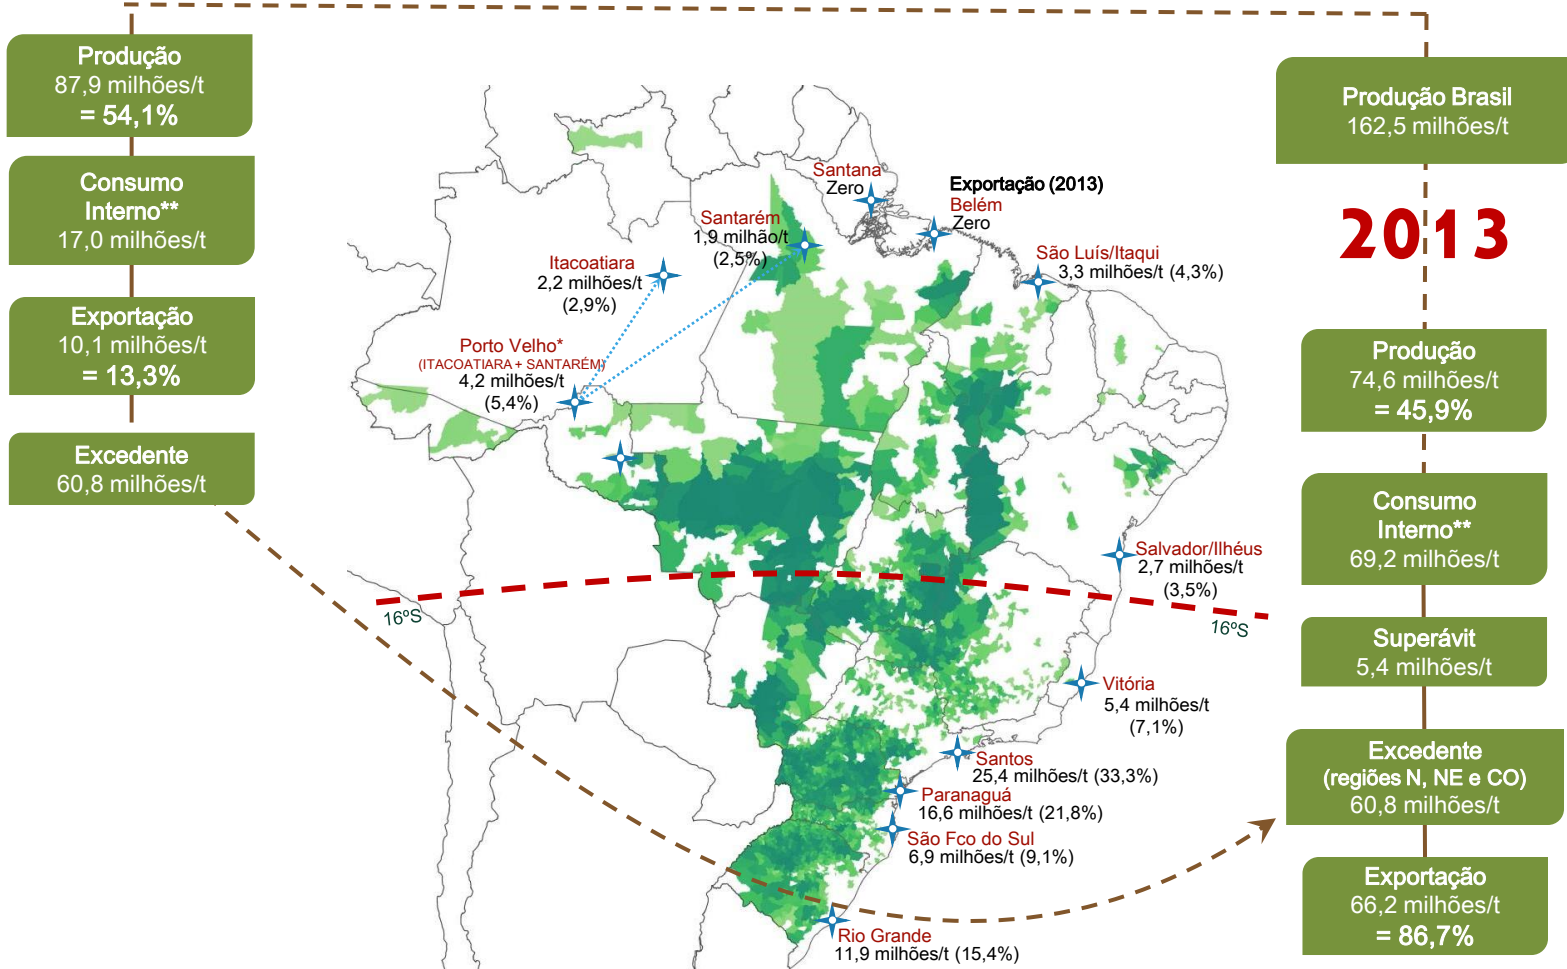 Produção
87,9 milhões/t
= 54,1%
Consumo
Interno**
17,0 milhões/t
Exportação
10,1 milhões/t
= 13,3%
Excedente
60,8 milhões/t
Santana
Zero
Exportação (2013)
Belém
Zero
Santarém
1,9 milhão/t
(2,5%)
São Luís/Itaqui
3,3 milhões/t (4,3%)
Itacoatiara
2,2 milhões/t
(2,9%)
Porto Velho*
(ITACOATIARA + SANTARÉM)
4,2 milhões/t
(5,4%)
Salvador/Ilhéus
2,7 milhões/t
(3,5%)
16ºS
16ºS
Vitória
5,4 milhões/t
(7,1%)
Santos
25,4 milhões/t (33,3%)
Paranaguá
16,6 milhões/t (21,8%)
São Fco do Sul
6,9 milhões/t (9,1%)
Rio Grande
11,9 milhões/t (15,4%)
Produção Brasil
162,5 milhões/t
2013
Produção
74,6 milhões/t
= 45,9%
Consumo
Interno**
69,2 milhões/t
Superávit
5,4 milhões/t
Excedente
(regiões N, NE e CO)
60,8 milhões/t
Exportação
66,2 milhões/t
= 86,7%